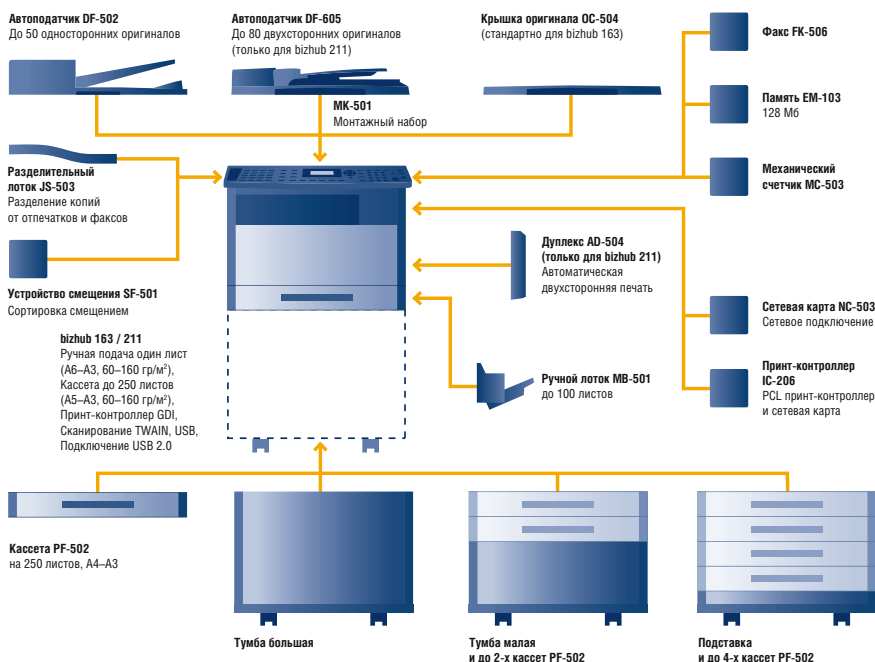 Автоподатчик DF-502
До 50 односторонних оригиналов
Автоподатчик DF-605
До 80 двухсторонних оригиналов
(только для bizhub 211)
Крышка оригинала OC-504
(стандартно для bizhub 163)
Факс FK-506
МК-501
Монтажный набор
Память EM-103
128 Мб
Разделительный
лоток JS-503
Разделение копий
от отпечатков и факсов
Механический
счетчик MC-503
Дуплекс AD-504
(только для bizhub 211)
Автоматическая
двухсторонняя печать
Устройство смещения SF-501
Сортировка смещением
Сетевая карта NC-503
Сетевое подключение
bizhub 163 / 211
Ручная подача один лист
(А6–А3, 60–160 гр/м²),
Кассета до 250 листов
(А5–А3, 60–160 гр/м²),
Принт-контроллер GDI,
Сканирование TWAIN, USB,
Подключение USB 2.0
Ручной лоток MB-501
до 100 листов
Принт-контроллер
IC-206
PCL принт-контроллер
и сетевая карта
Кассета PF-502
на 250 листов, А4–А3
Тумба большая
Тумба малая
и до 2-х кассет PF-502
Подставка
и до 4-х кассет PF-502